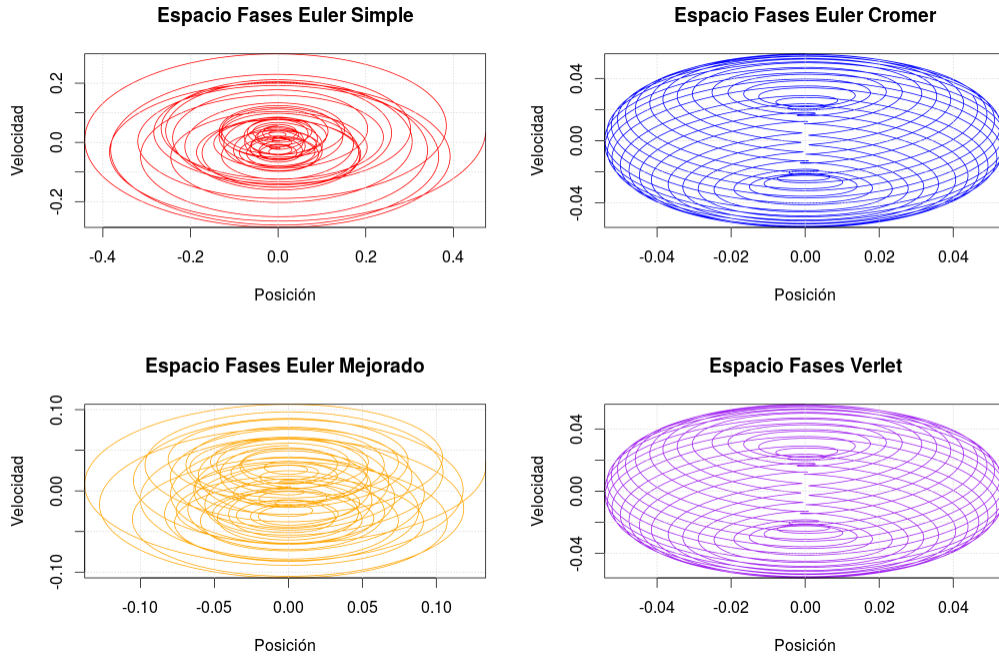 Espacio Fases Euler Simple
Velocidad
0.2
0.0
-0.2
-0.4 -0.2 0.0 0.2 0.4
Posición
Espacio Fases Euler Cromer
Velocidad
0.04
0.00
-0.04
-0.04 -0.02 0.00 0.02 0.04
Posición
Espacio Fases Euler Mejorado
Velocidad
0.10
0.00
-0.10
-0.10 -0.05 0.00 0.05 0.10
Posición
Espacio Fases Verlet
Velocidad
0.04
0.00
-0.04
-0.04 -0.02 0.00 0.02 0.04
Posición